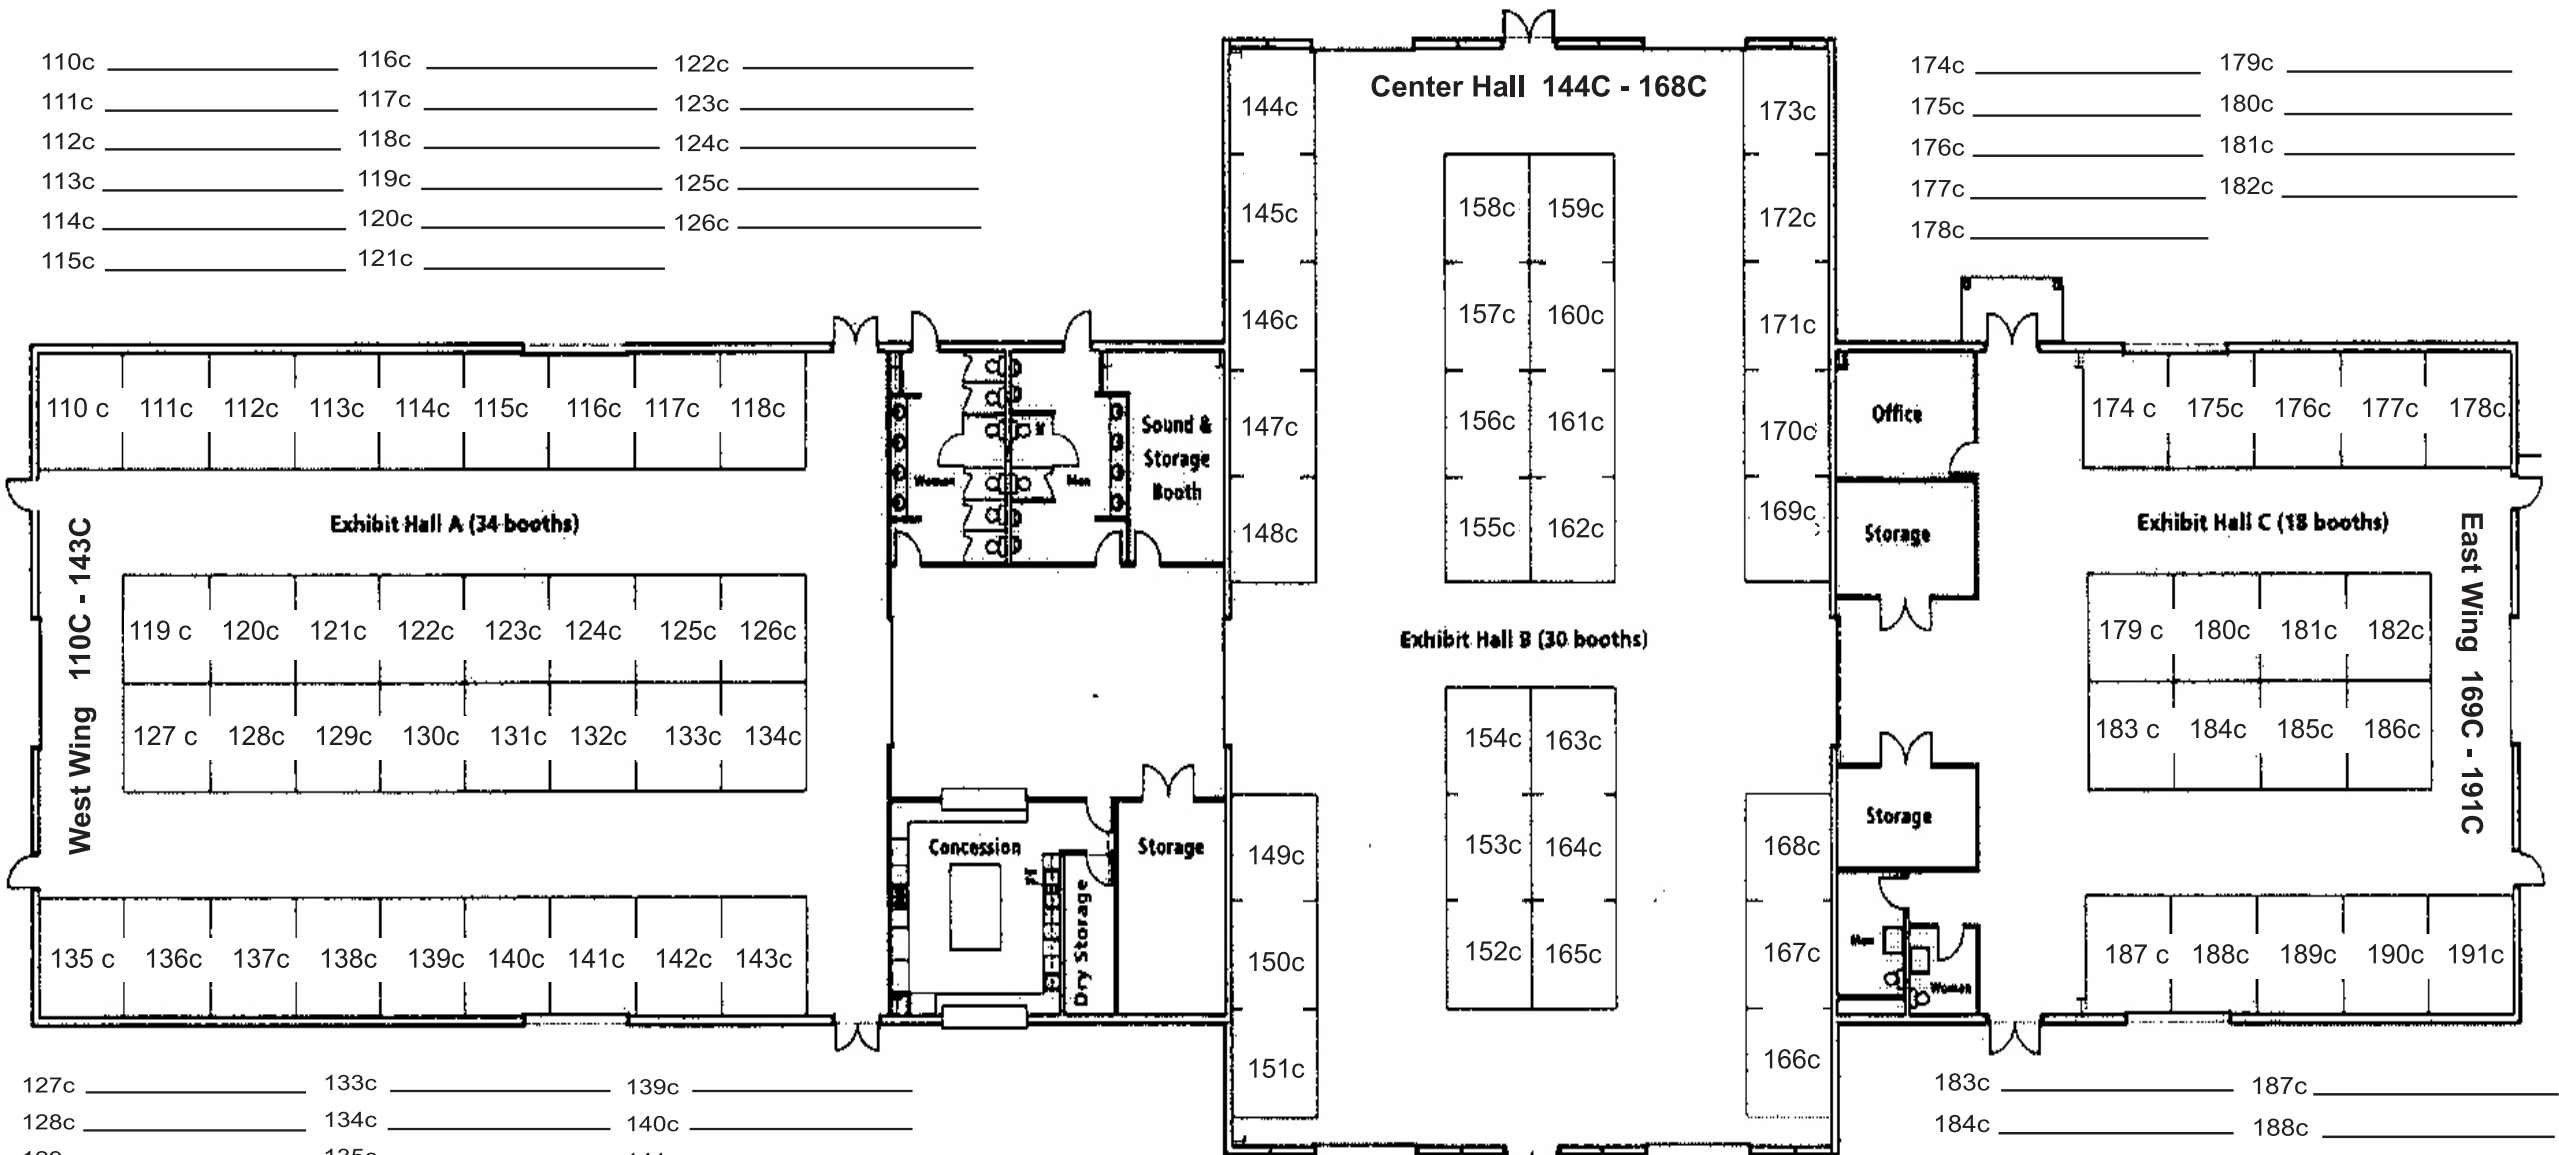 110c 116c 122c
111c 117c 123c
112c 118c 124c
113c 119c 125c
114c 120c 126c
115c 121c
174c 179c
175c 180c
176c 181c
177c 182c
178c
Center Hall 144C - 168C
144c 173c
158c 159c
145c 172c
157c 160c
146c 171c
156c 161c
147c 170c
155c 162c
148c 169c
Exhibit Hall B (30 booths)
154c 163c
149c 153c 164c 168c
150c 152c 165c 167c
151c 166c
West Wing 110C - 143C
110 c 111c 112c 113c 114c 115c 116c 117c 118c
Exhibit Hall A (34 booths)
119 c 120c 121c 122c 123c 124c 125c 126c
127 c 128c 129c 130c 131c 132c 133c 134c
135 c 136c 137c 138c 139c 140c 141c 142c 143c
Women
Men
Sound &
Storage
Booth
Concession
Dry Storage
Storage
Office
Storage
Storage
Men
Women
174 c 175c 176c 177c 178c
Exhibit Hall C (18 booths)
179 c 180c 181c 182c
183 c 184c 185c 186c
187 c 188c 189c 190c 191c
East Wing 169C - 191C
127c 133c 139c
128c 134c 140c
183c 187c
184c 188c